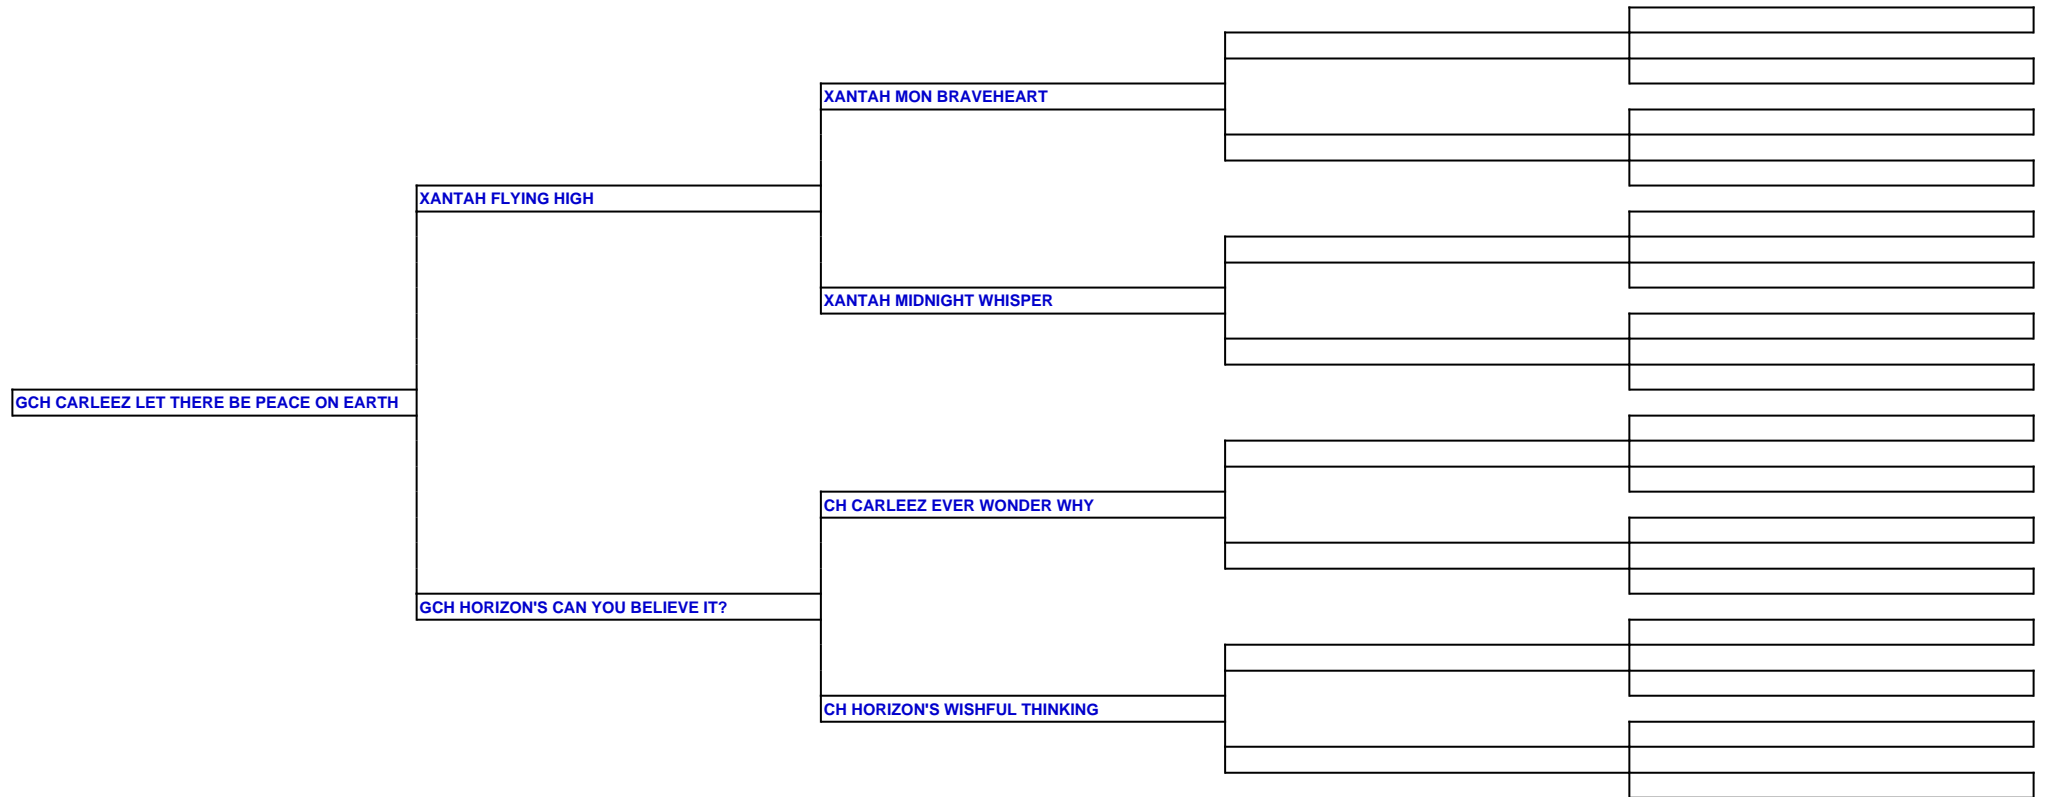 XANTAH MON BRAVEHEART
XANTAH FLYING HIGH
XANTAH MIDNIGHT WHISPER
GCH CARLEEZ LET THERE BE PEACE ON EARTH
CH CARLEEZ EVER WONDER WHY
GCH HORIZON'S CAN YOU BELIEVE IT?
CH HORIZON'S WISHFUL THINKING